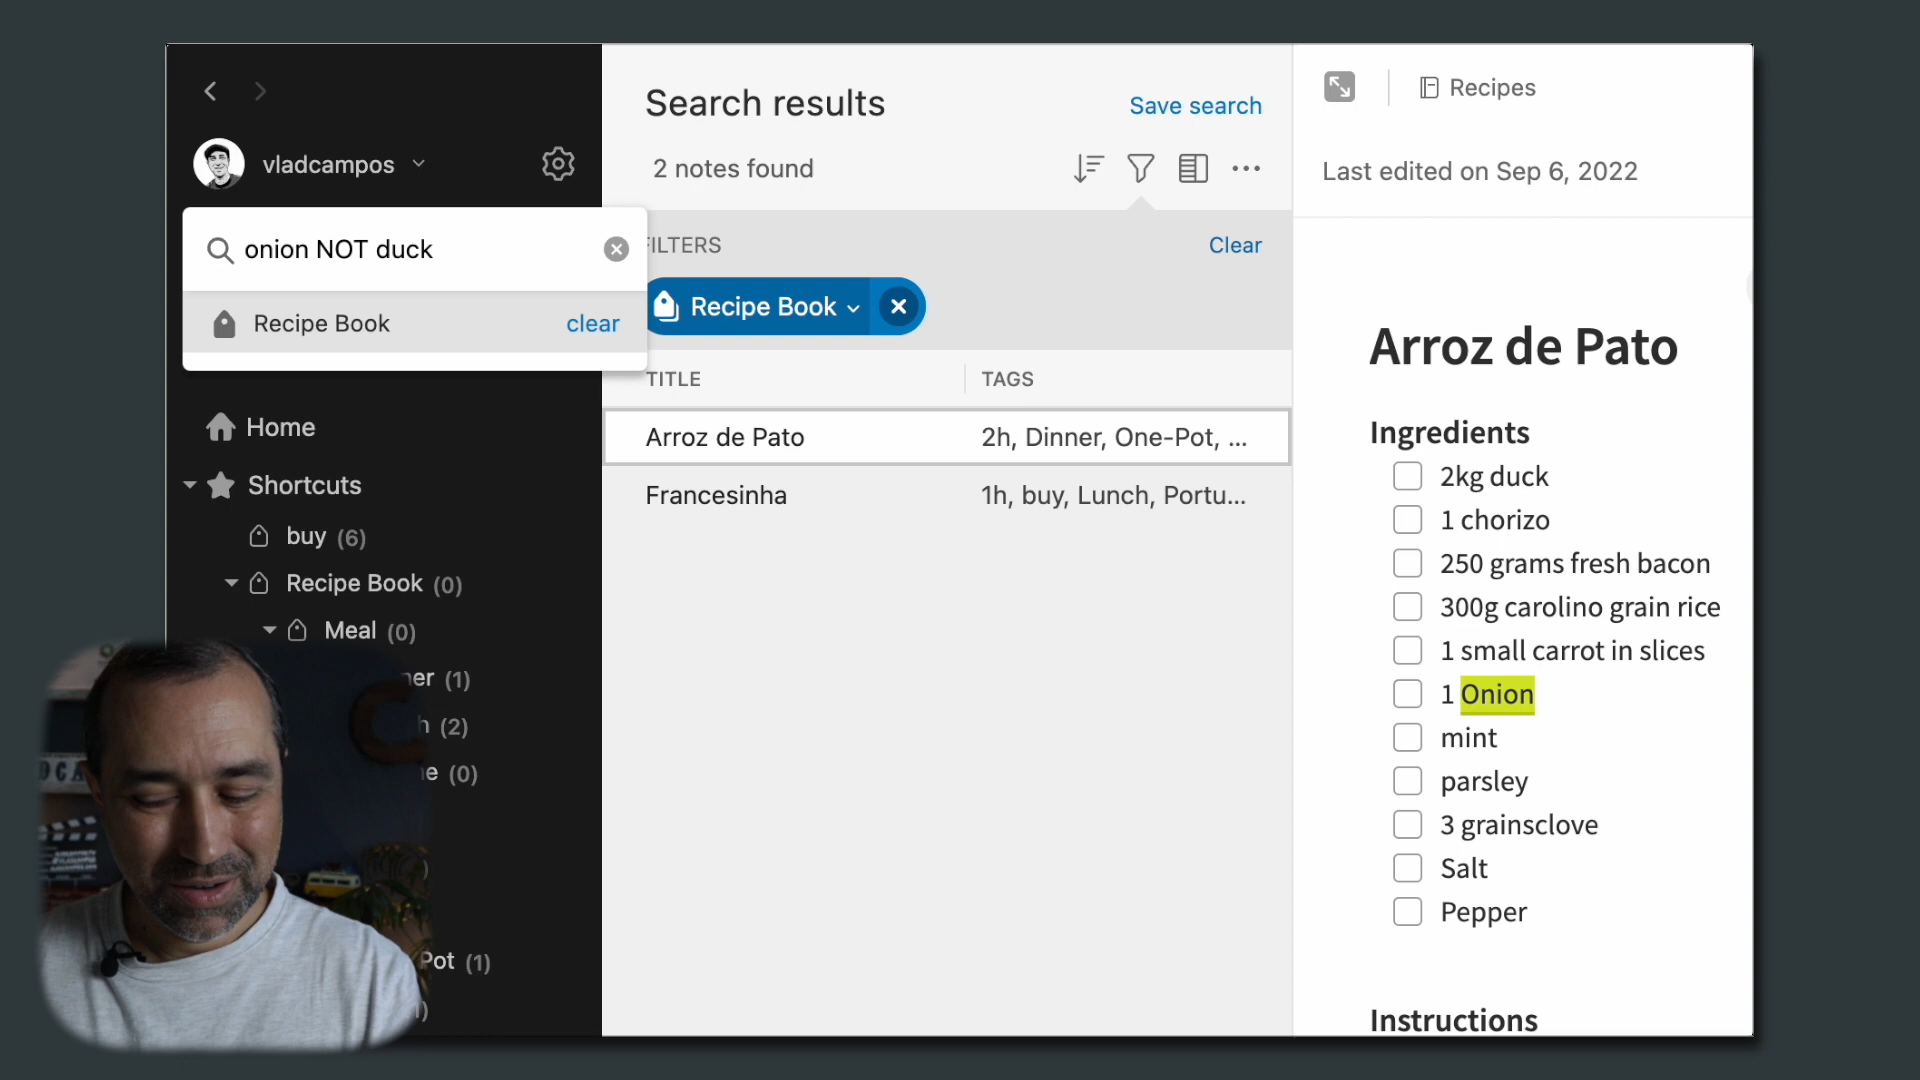 vladcampos
onion NOT duck
Recipe Book
clear
Home
Shortcuts
buy (6)
Recipe Book (0)
Meal (0)
(1)
(2)
(0)
Pot (1)
Search results
Save search
2 notes found
FILTERS
Clear
Recipe Book
TITLE
TAGS
Arroz de Pato
2h, Dinner, One-Pot, ...
Francesinha
1h, buy, Lunch, Portu...
Recipes
Last edited on Sep 6, 2022
Arroz de Pato
Ingredients
2kg duck
1 chorizo
250 grams fresh bacon
300g carolino grain rice
1 small carrot in slices
1 Onion
mint
parsley
3 grainsclove
Salt
Pepper
Instructions